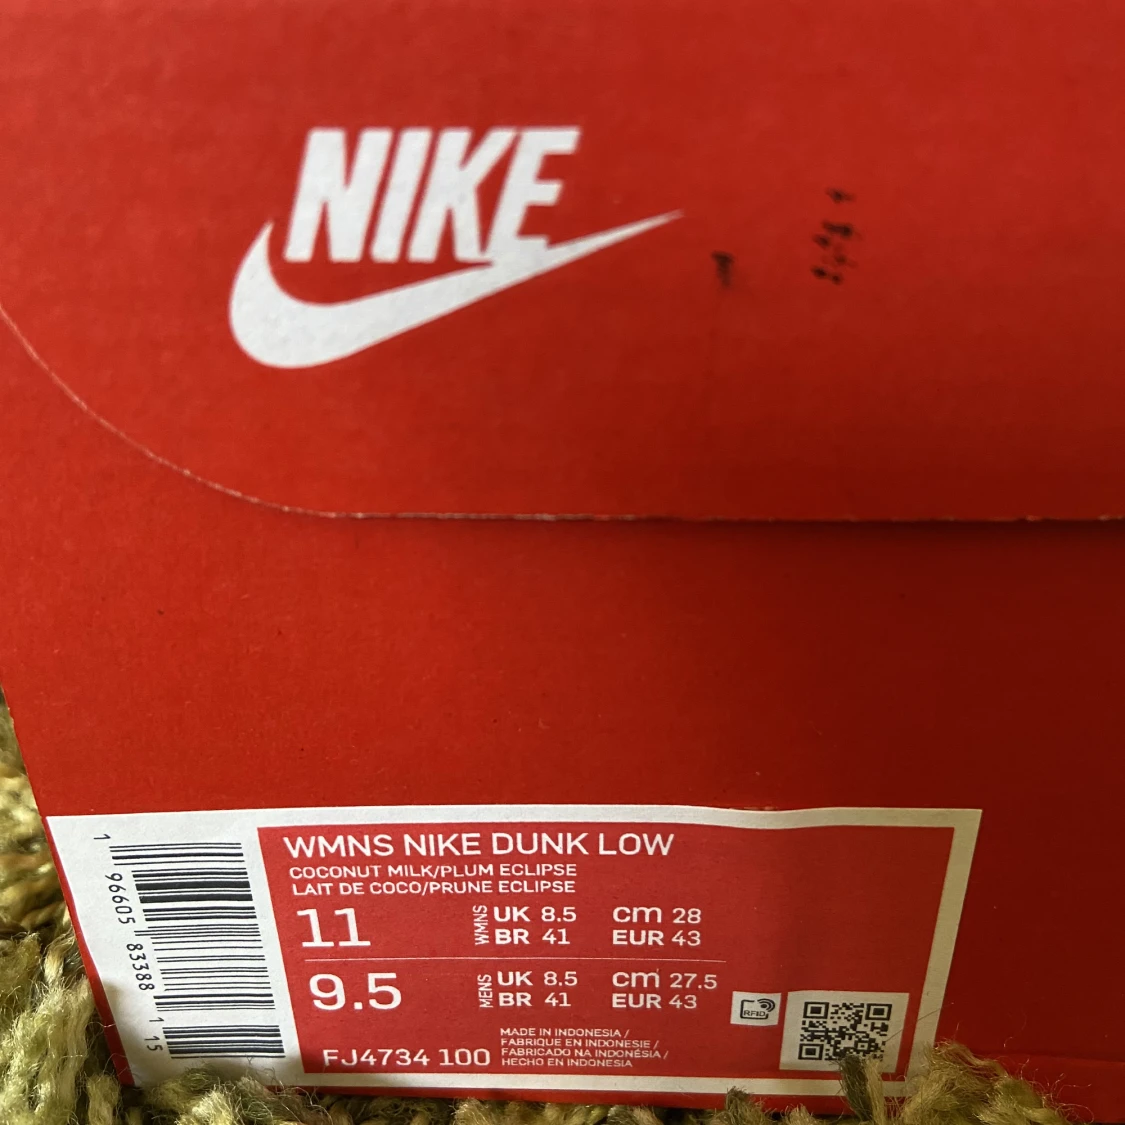 NIKE
WMNS NIKE DUNK LOW
COCONUT MILK/PLUM ECLIPSE
LAIT DE COCO/PRUNE ECLIPSE
11 WMNS UK 8.5 cm 28
BR 41 EUR 43
9.5 MENS UK 8.5 cm 27.5
BR 41 EUR 43
RFID
FJ4734 100
MADE IN INDONESIA /
FABRIQUE EN INDONESIE /
FABRICADO NA INDONÉSIA /
HECHO EN INDONESIA
1 96605 83388 1 15